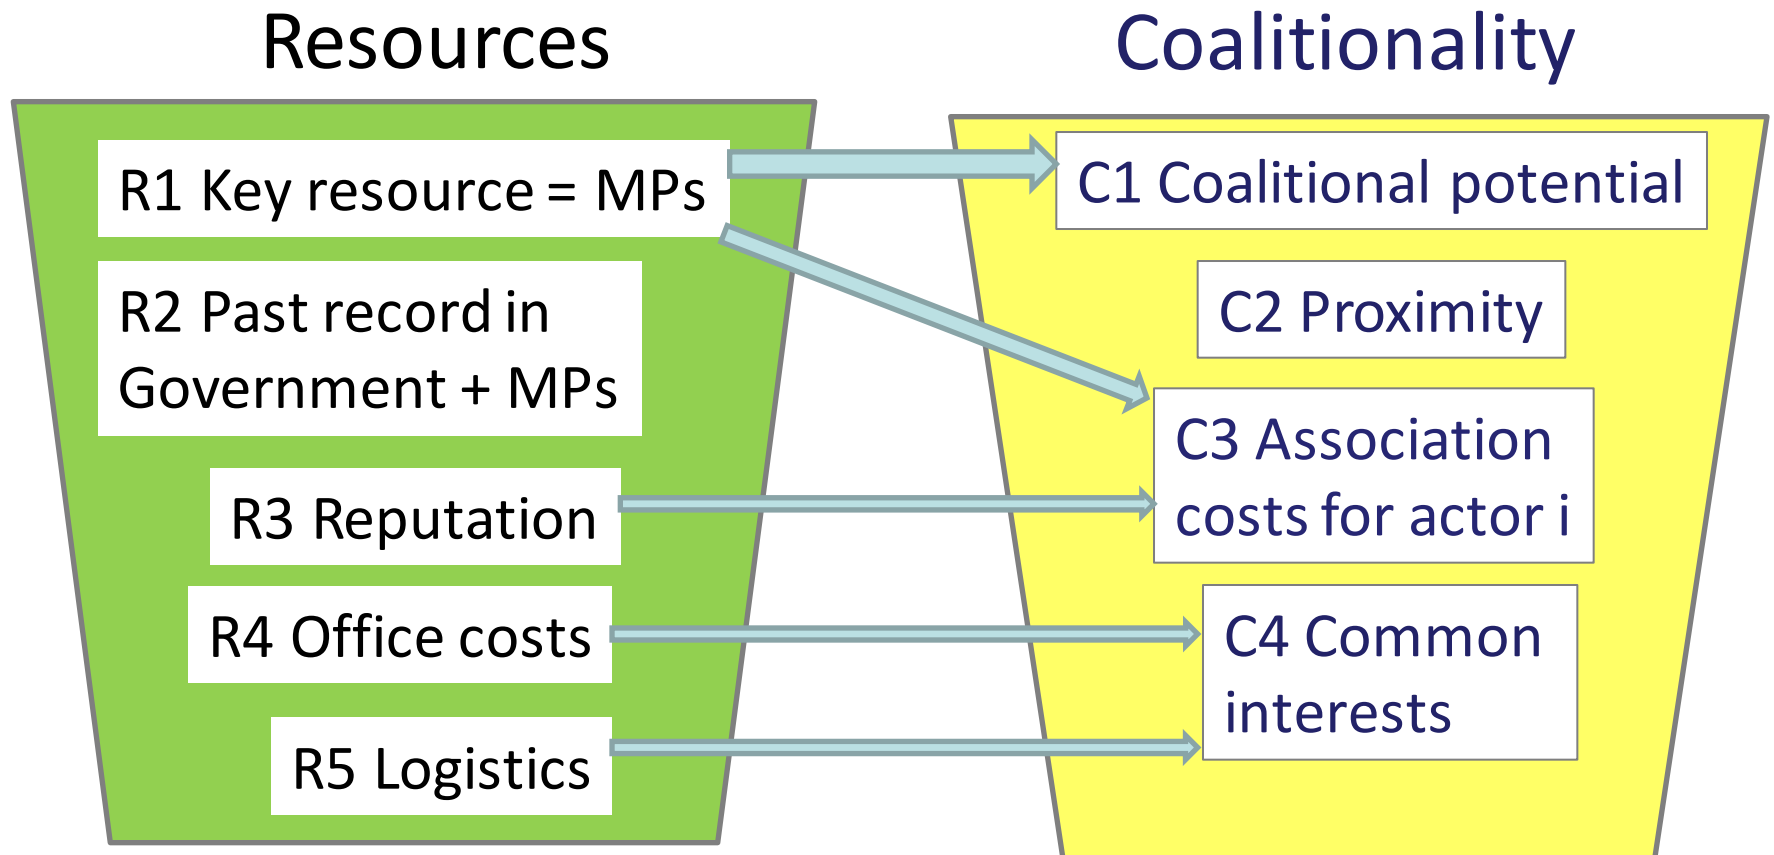 Resources
R1 Key resource = MPs
R2 Past record in
Government + MPs
R3 Reputation
R4 Office costs
R5 Logistics
Coalitionality
C1 Coalitional potential
C2 Proximity
C3 Association
costs for actor i
C4 Common
interests